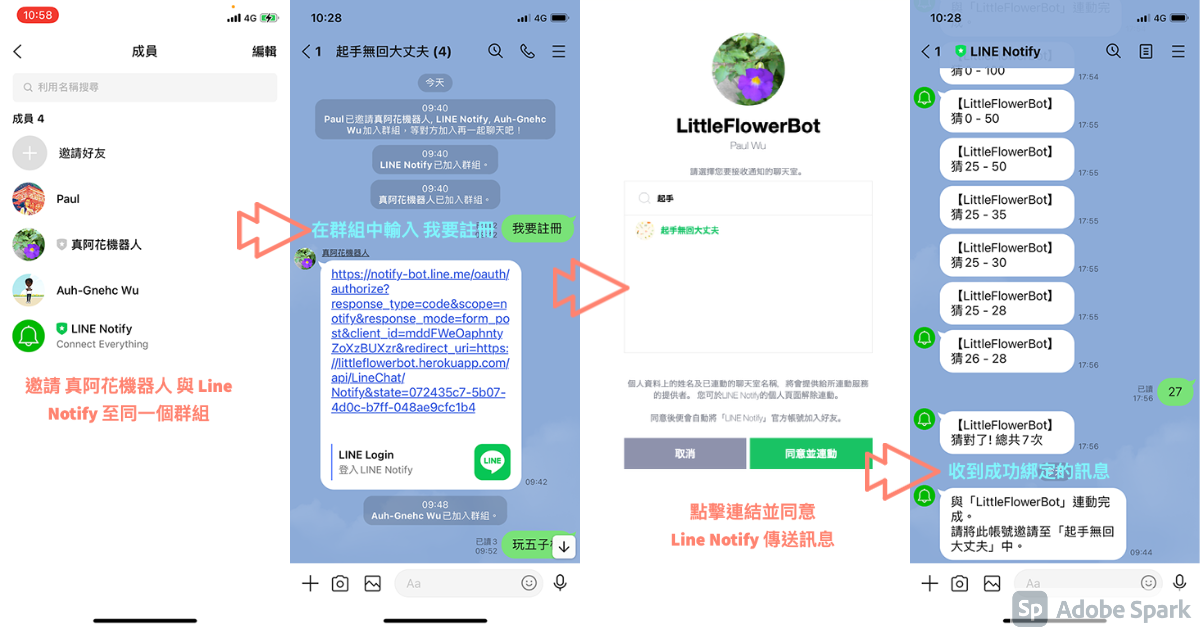 10:58
4G
成員
編輯
利用名稱搜尋
成員 4
邀請好友
Paul
真阿花機器人
Auh-Gnehc Wu
LINE Notify
Connect Everything
邀請 真阿花機器人 與 Line
Notify 至同一個群組
10:28
4G
1
起手無回大丈夫 (4)
今天
09:40
Paul已邀請真阿花機器人, LINE Notify, Auh-Gnehc
Wu加入群組，等對方加入再一起聊天吧！
09:40
LINE Notify已加入群組。
09:40
真阿花機器人已加入群組。
在群組中輸入 我要註冊
我要註冊
真阿花機器人
https://notify-bot.line.me/oauth/
authorize?
response_type=code&scope=n
otify&response_mode=form_po
st&client_id=mddFWeOaphnty
ZoXzBUXzr&redirect_uri=https:
//littleflowerbot.herokuapp.com/
api/LineChat/
Notify&state=072435c7-5b07-
4d0c-b7ff-048ae9cfc1b4
LINE Login
登入 LINE Notify
LINE
09:42
09:48
Auh-Gnehc Wu已加入群組。
已讀 3
09:52
玩五子
Aa
LittleFlowerBot
Paul Wu
請選擇您要接收通知的聊天室。
起手
起手無回大丈夫
個人資料上的姓名及已連動的聊天室名稱，將會提供給所連動服務
的提供者。 您可於LINE Notify的個人頁面解除連動。
同意後便會自動將「LINE Notify」官方帳號加入好友。
取消
同意並連動
點擊連結並同意
Line Notify 傳送訊息
10:28
4G
1
LINE Notify
猜 0 - 100
17:54
【LittleFlowerBot】
猜 0 - 50
17:55
【LittleFlowerBot】
猜 25 - 50
17:55
【LittleFlowerBot】
猜 25 - 35
17:55
【LittleFlowerBot】
猜 25 - 30
17:55
【LittleFlowerBot】
猜 25 - 28
17:55
【LittleFlowerBot】
猜 26 - 28
17:56
已讀
17:56
27
【LittleFlowerBot】
猜對了! 總共 7 次
17:56
收到成功綁定的訊息
與「LittleFlowerBot」連動完
成。
請將此帳號邀請至「起手無回
大丈夫」中。
09:44
Aa
Sp Adobe Spark